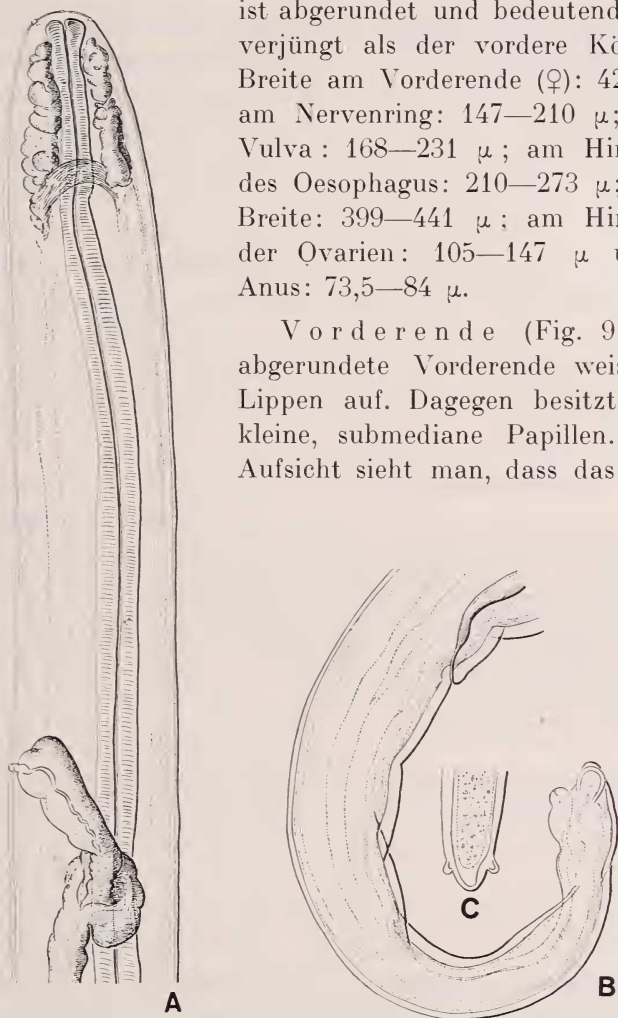 ist abgerundet und bedeutend
verjüngt als der vordere Kö
Breite am Vorderende (♀): 42
am Nervenring: 147—210 μ;
Vulva : 168—231 μ ; am Hin
des Oesophagus: 210—273 μ;
Breite: 399—441 μ ; am Hin
der Ovarien: 105—147 μ u
Anus: 73,5—84 μ.
Vorderende (Fig. 9
abgerundete Vorderende weis
Lippen auf. Dagegen besitzt
kleine, submediane Papillen.
Aufsicht sieht man, dass das
C
B
A